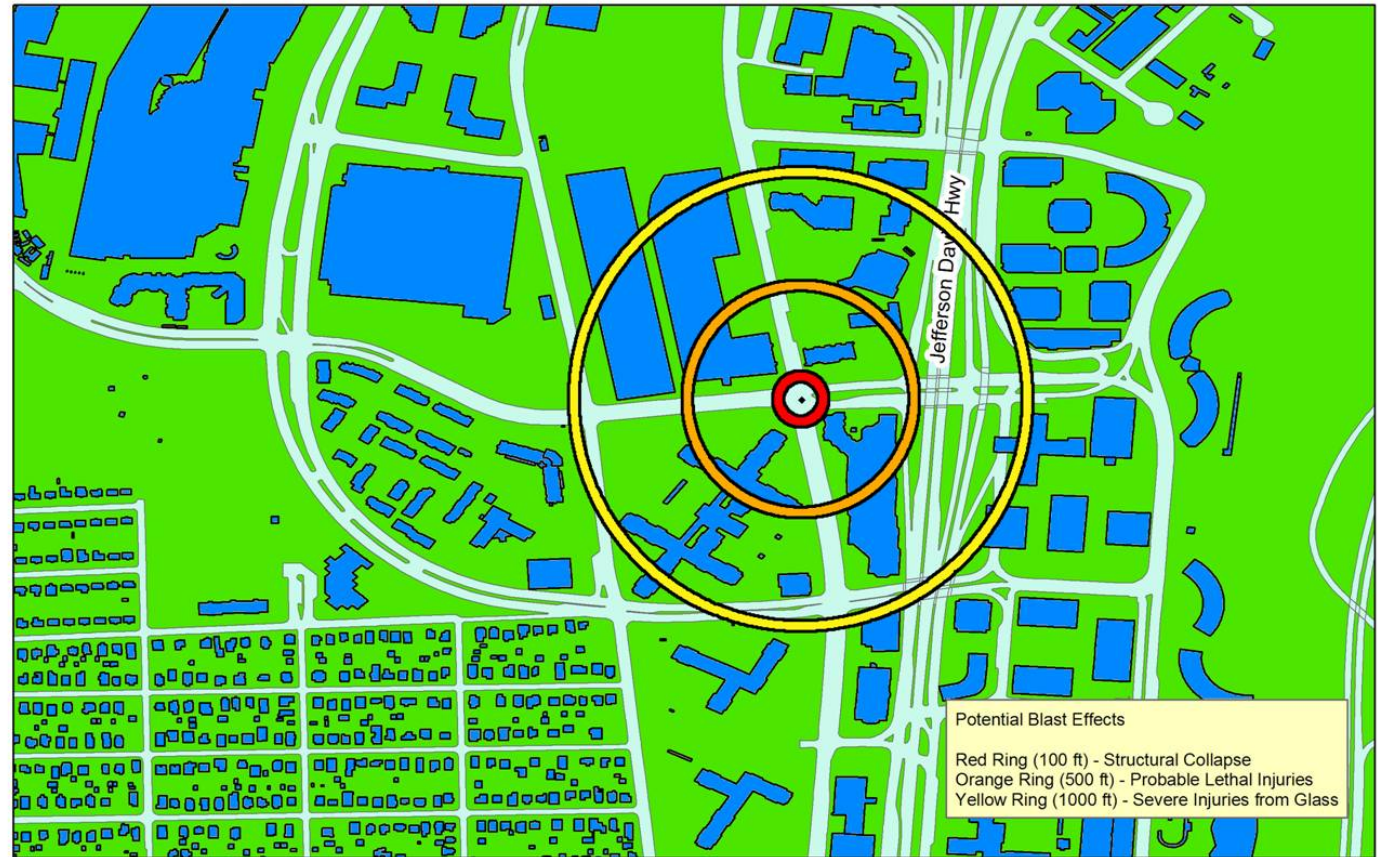 Jefferson Davis Hwy
Potential Blast Effects
Red Ring (100 ft) - Structural Collapse
Orange Ring (500 ft) - Probable Lethal Injuries
Yellow Ring (1000 ft) - Severe Injuries from Glass